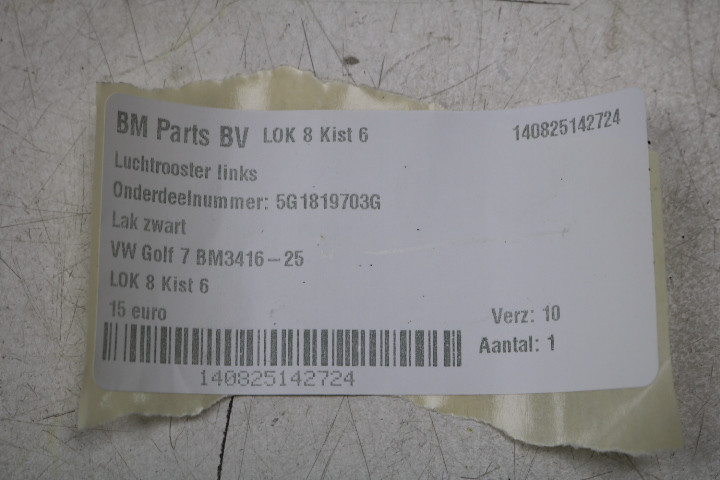 BM Parts BV LOK 8 Kist 6 140825142724
Luchtrooster links
Onderdeelnummer: 5G1819703G
Lak zwart
VW Golf 7 BM3416-25
LOK 8 Kist 6
15 euro Verz: 10
Aantal: 1
140825142724